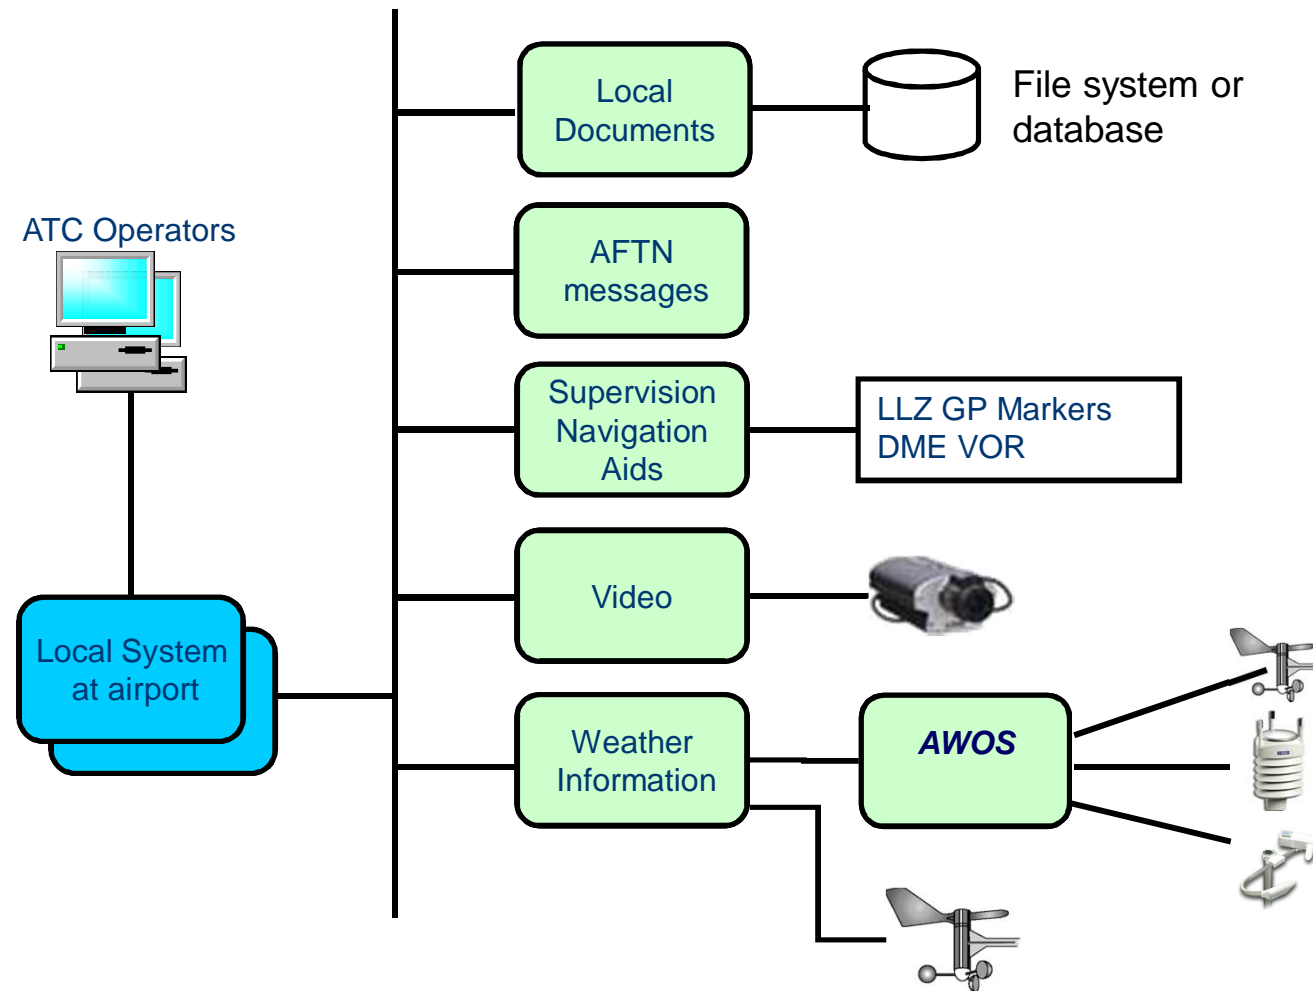 Local
Documents
File system or
database
ATC Operators
AFTN
messages
Supervision
Navigation
Aids
LLZ GP Markers
DME VOR
Video
Local System
at airport
Weather
Information
AWOS